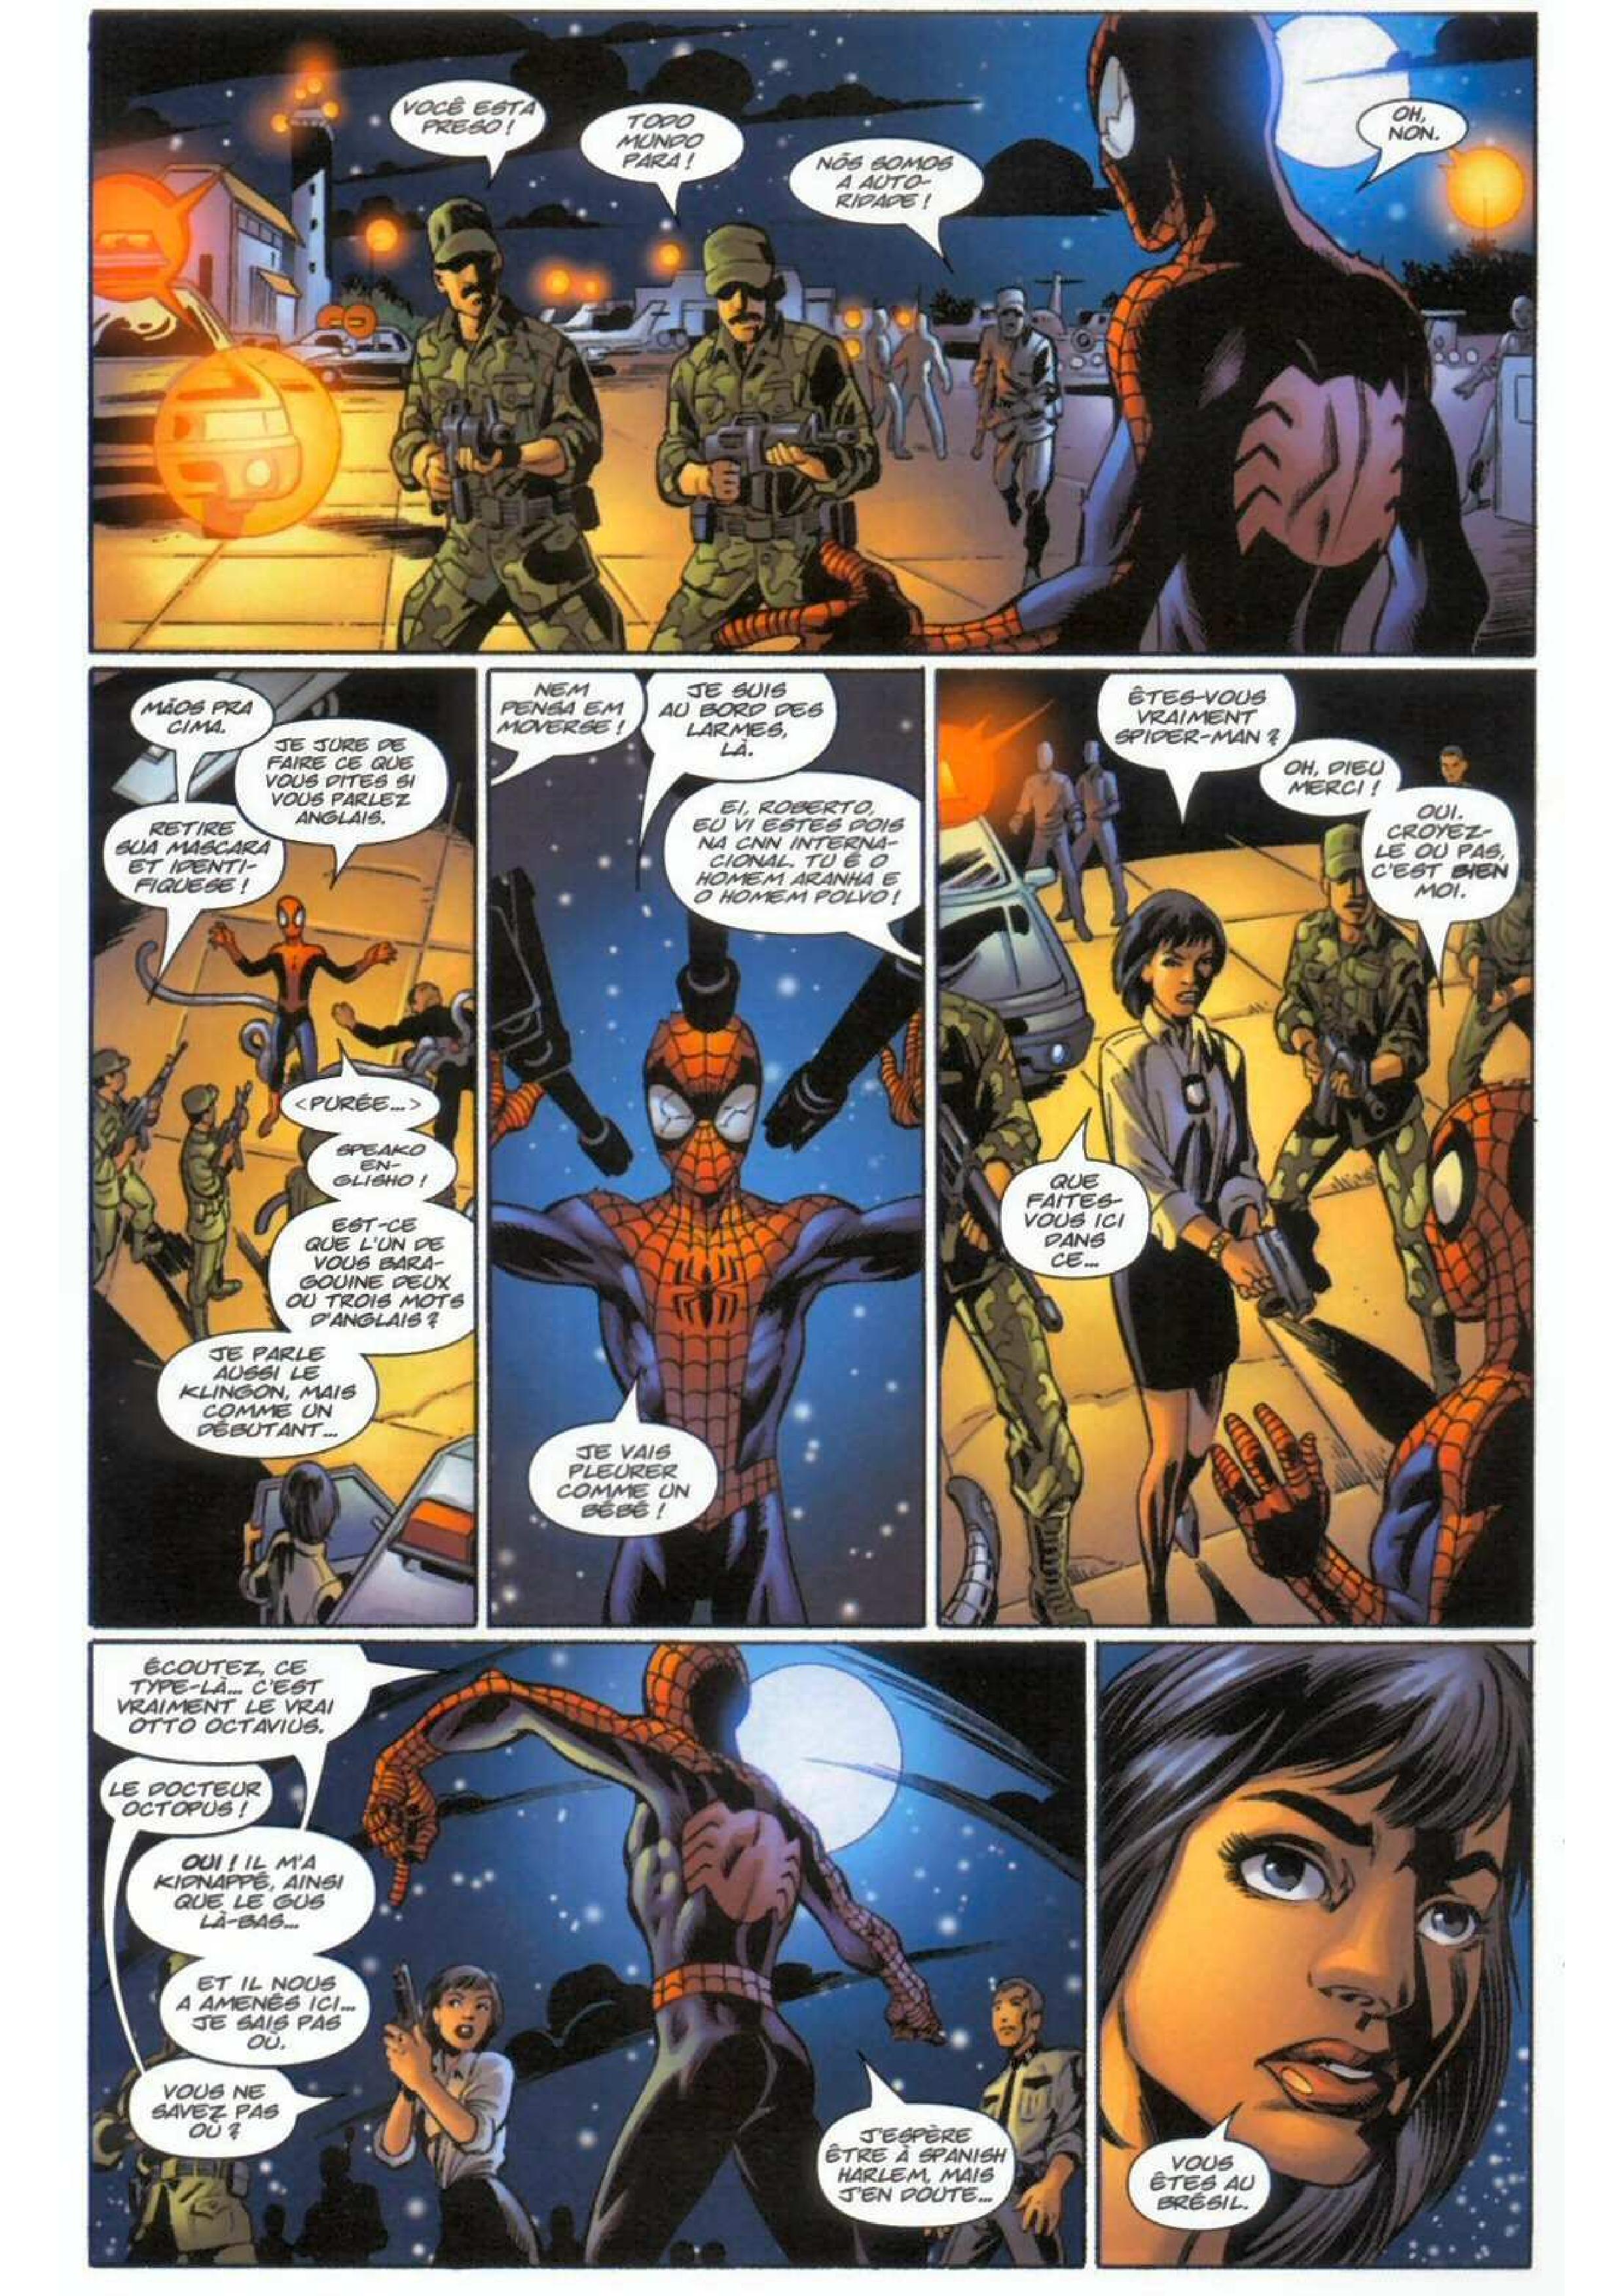 VOCÊ ESTA
PRESO !
TODO
MUNDO
PARA !
NÓS SOMOS
A AUTO-
RIDADE !
OH,
NON.
MÃOS PRA
CIMA.
JE JURE DE
FAIRE CE QUE
VOUS DITES SI
VOUS PARLEZ
ANGLAIS.
RETIRE
SUA MASCARA
ET IDENTI-
FIQUESE !
<PURÉE...>
SPEAKO
EN-
GLISHO !
EST-CE
QUE L'UN DE
VOUS BARA-
GOUINE DEUX
OU TROIS MOTS
D'ANGLAIS ?
JE PARLE
AUSSI LE
KLINGON, MAIS
COMME UN
DÉBUTANT...
NEM
PENSA EM
MOVERSE !
JE SUIS
AU BORD DES
LARMES,
LÀ.
EI, ROBERTO,
EU VI ESTES DOIS
NA CNN INTERNA-
CIONAL. TU É O
HOMEM ARANHA E
O HOMEM POLVO !
JE VAIS
PLEURER
COMME UN
BÉBÉ !
ÊTES-VOUS
VRAIMENT
SPIDER-MAN ?
OH, DIEU
MERCI !
OUI.
CROYEZ-
LE OU PAS,
C'EST BIEN
MOI.
QUE
FAITES-
VOUS ICI
DANS
CE...
ÉCOUTEZ, CE
TYPE-LÀ... C'EST
VRAIMENT LE VRAI
OTTO OCTAVIUS.
LE DOCTEUR
OCTOPUS !
OUI ! IL M'A
KIDNAPPÉ, AINSI
QUE LE GUS
LÀ-BAS...
ET IL NOUS
A AMENÉS ICI...
JE SAIS PAS
OÙ.
VOUS NE
SAVEZ PAS
OÙ ?
J'ESPÈRE
ÊTRE À SPANISH
HARLEM, MAIS
J'EN DOUTE...
VOUS
ÊTES AU
BRÉSIL.